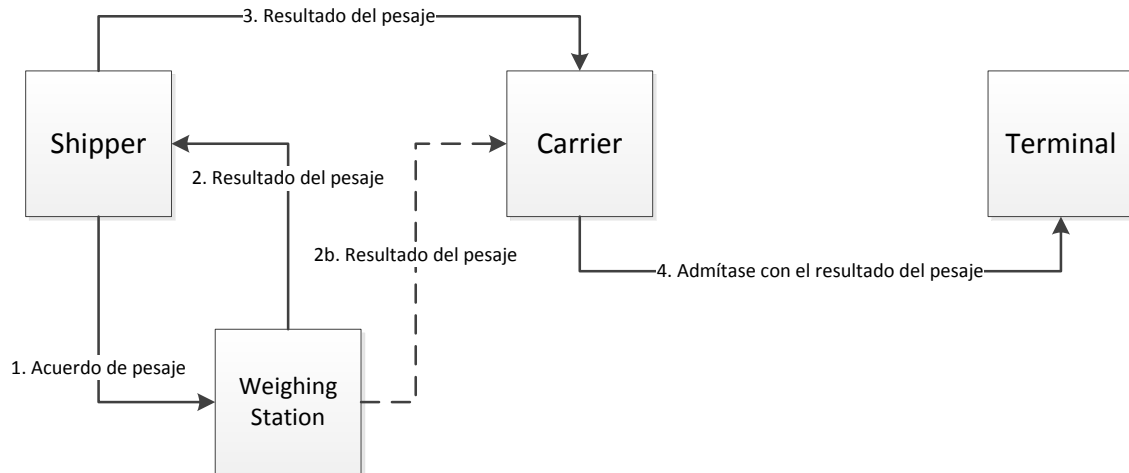 3. Resultado del pesaje
Shipper
Carrier
Terminal
2. Resultado del pesaje
2b. Resultado del pesaje
4. Admítase con el resultado del pesaje
1. Acuerdo de pesaje
Weighing
Station